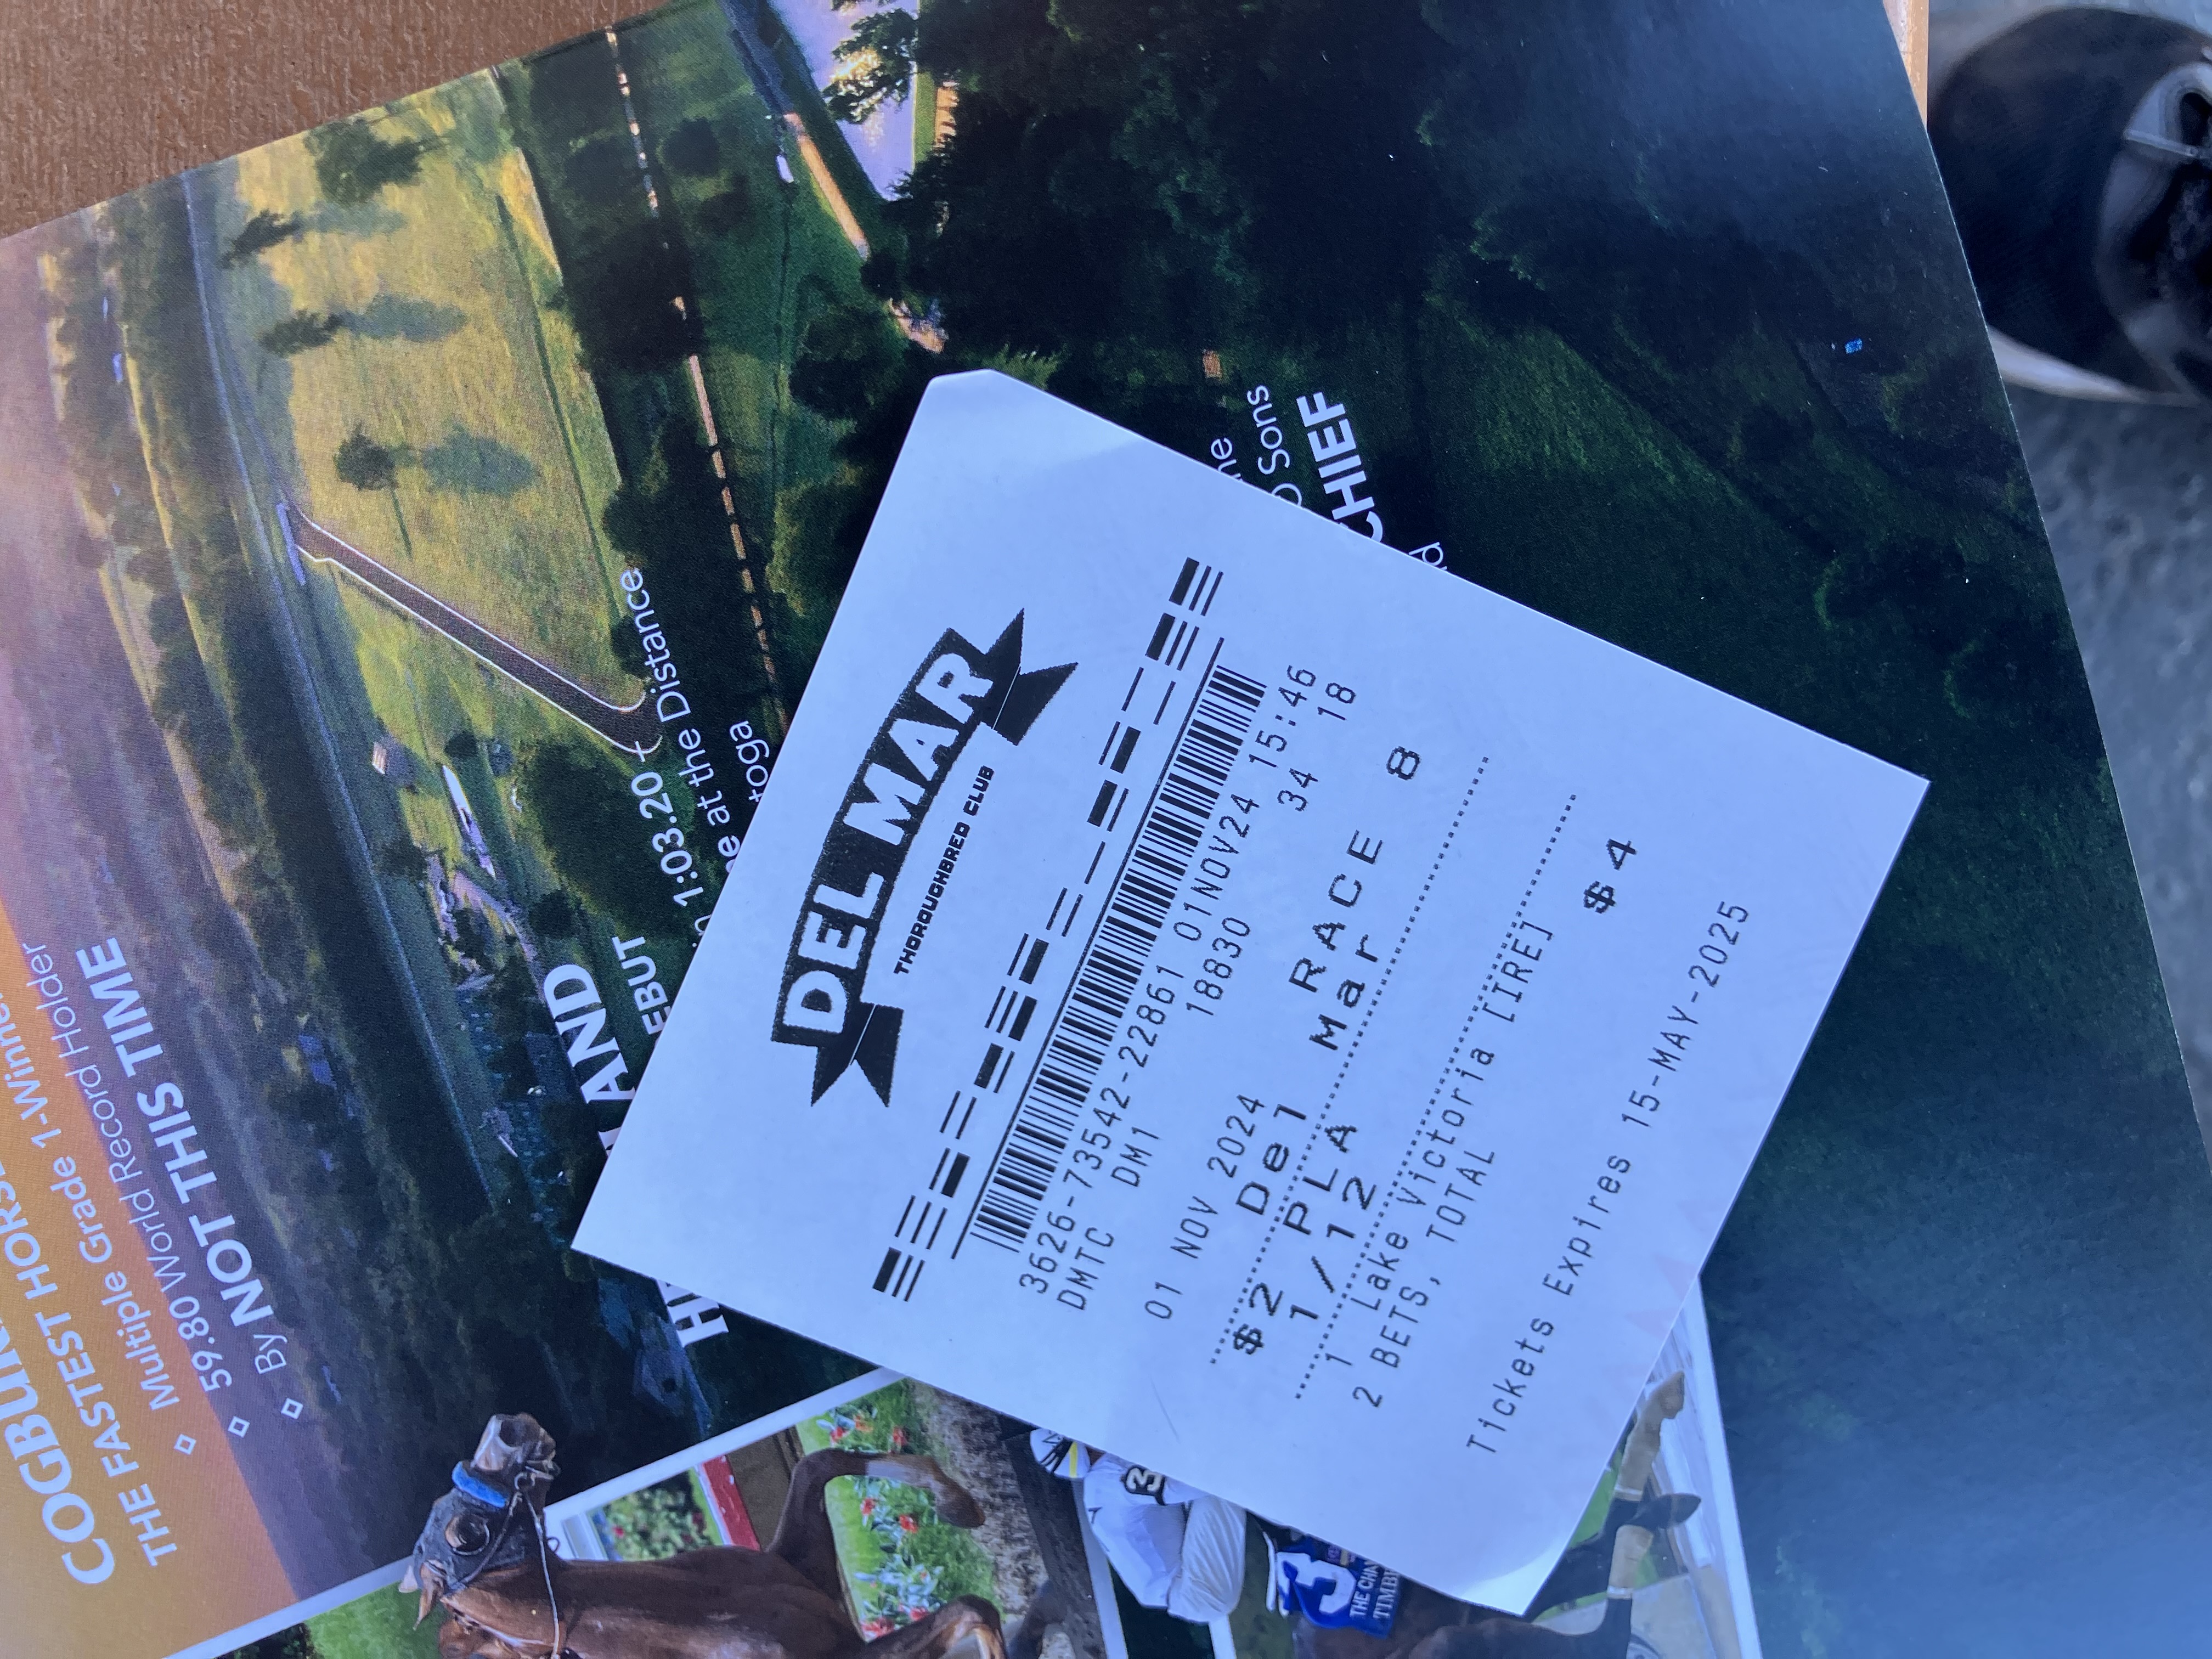 DEL MAR
THOROUGHBRED CLUB
3626-73542-22861 01NOV24 15:46
DMTC DM1 18830 34 18
01 NOV 2024 RACE 8
Del Mar
$2 PLA
1/12
1 Lake Victoria [IRE]
2 BETS, TOTAL $4
Tickets Expires 15-MAY-2025
THE FASTEST HORSE
Multiple Grade 1-Winner
59.80 World Record Holder
By NOT THIS TIME
AND
EBUT
1:03.20
at the Distance
toga
Sons
CHIEF
3
3
THE